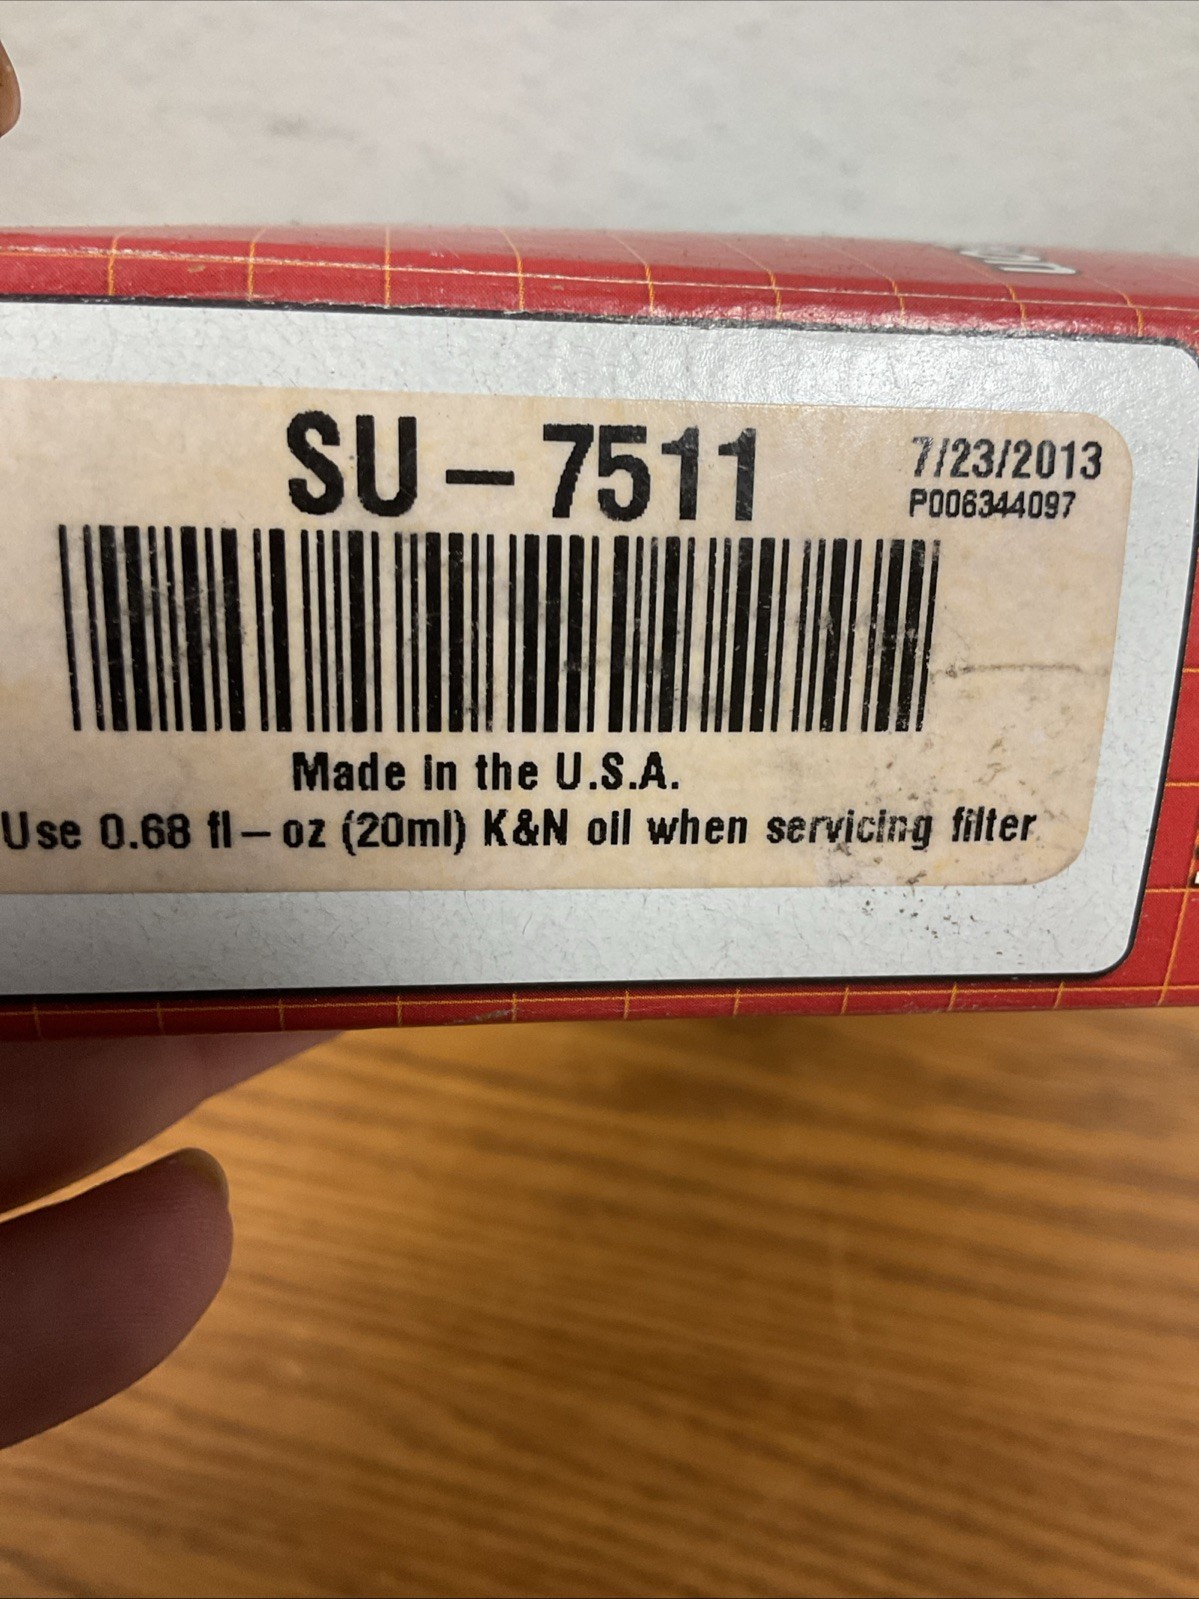 SU-7511
7/23/2013
P006344097
Made in the U.S.A.
Use 0.68 fl-oz (20ml) K&N oil when servicing filter